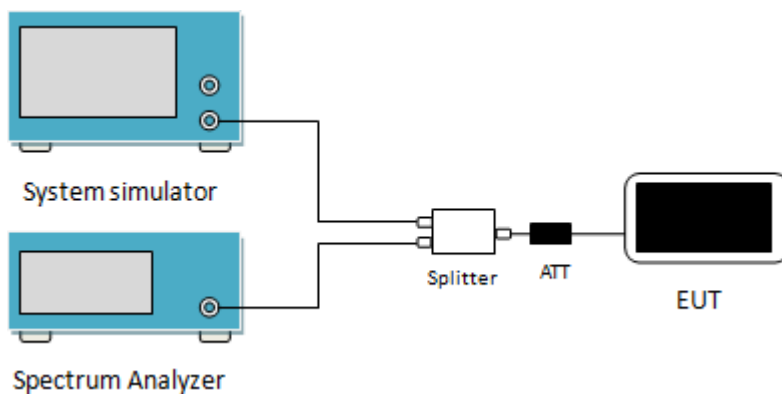 System simulator
Splitter
ATT
EUT
Spectrum Analyzer